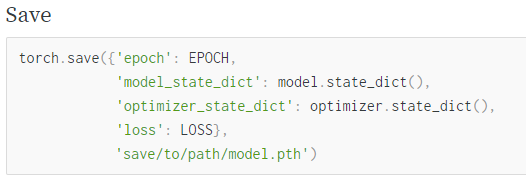 Save
torch.save({'epoch': EPOCH,
'model_state_dict': model.state_dict(),
'optimizer_state_dict': optimizer.state_dict(),
'loss': LOSS},
'save/to/path/model.pth')